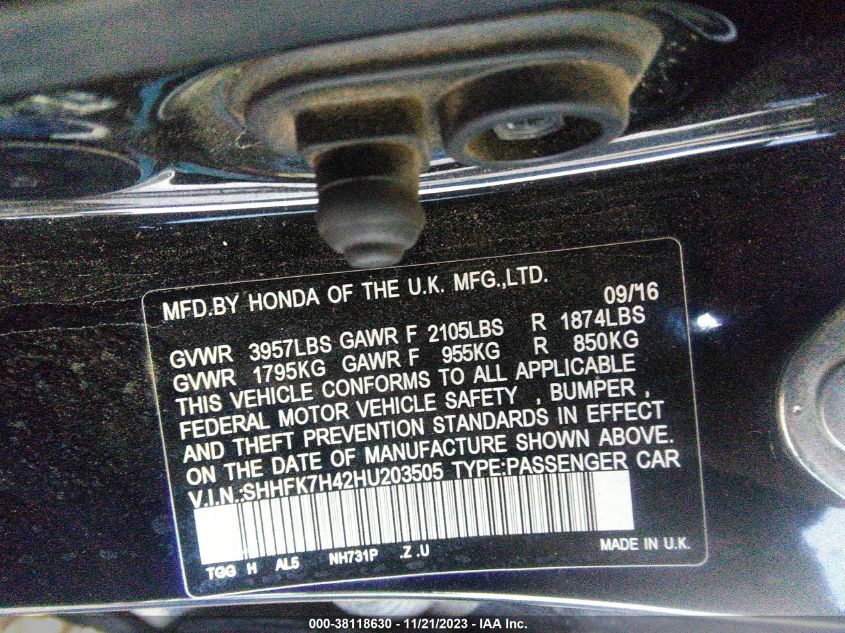 MFD.BY HONDA OF THE U.K. MFG.,LTD. 09/16
GVWR 3957LBS GAWR F 2105LBS R 1874LBS
GVWR 1795KG GAWR F 955KG R 850KG
THIS VEHICLE CONFORMS TO ALL APPLICABLE
FEDERAL MOTOR VEHICLE SAFETY , BUMPER ,
AND THEFT PREVENTION STANDARDS IN EFFECT
ON THE DATE OF MANUFACTURE SHOWN ABOVE.
V.I.N.:SHHFK7H42HU203505 TYPE:PASSENGER CAR
TGG H AL5 NH731P .Z .U MADE IN U.K.
000-38118630 - 11/21/2023 - IAA Inc.